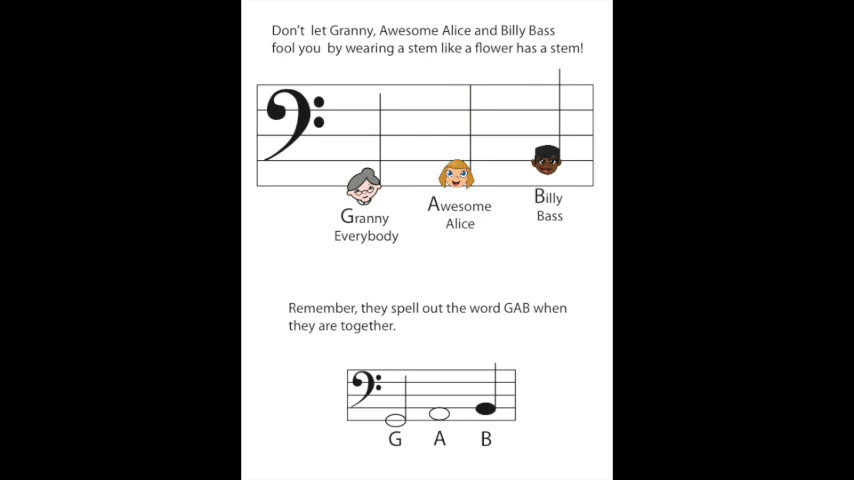 Don't let Granny, Awesome Alice and Billy Bass
fool you by wearing a stem like a flower has a stem!
Granny
Everybody
Awesome
Alice
Billy
Bass
Remember, they spell out the word GAB when
they are together.
G A B